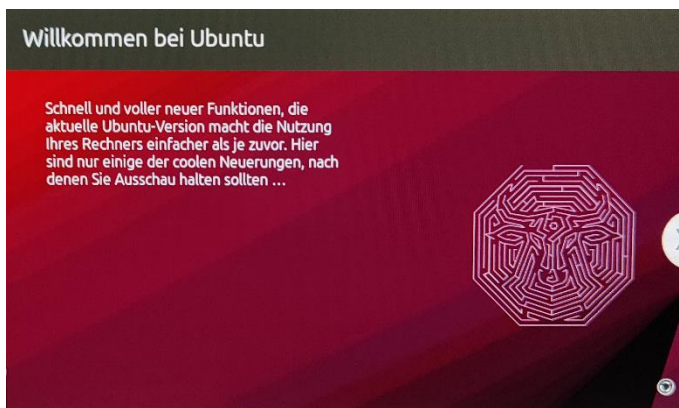 Willkommen bei Ubuntu
Schnell und voller neuer Funktionen, die
aktuelle Ubuntu-Version macht die Nutzung
Ihres Rechners einfacher als je zuvor. Hier
sind nur einige der coolen Neuerungen, nach
denen Sie Ausschau halten sollten …